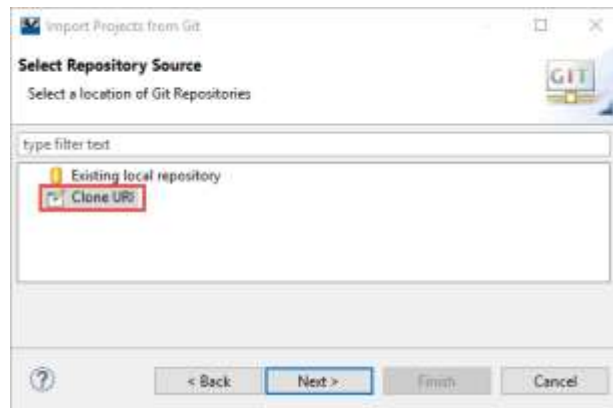 Import Projects from Git
Select Repository Source
Select a location of Git Repositories
GIT
type filter text
Existing local repository
Clone URI
?
< Back
Next >
Finish
Cancel